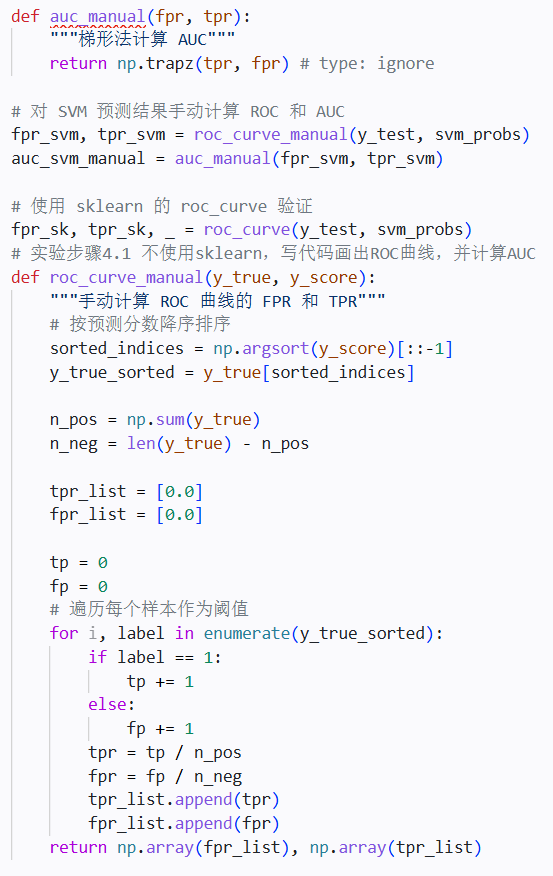 def auc_manual(fpr, tpr):
    """梯形法计算 AUC"""
    return np.trapz(tpr, fpr) # type: ignore

# 对 SVM 预测结果手动计算 ROC 和 AUC
fpr_svm, tpr_svm = roc_curve_manual(y_test, svm_probs)
auc_svm_manual = auc_manual(fpr_svm, tpr_svm)

# 使用 sklearn 的 roc_curve 验证
fpr_sk, tpr_sk, _ = roc_curve(y_test, svm_probs)
# 实验步骤4.1 不使用sklearn，写代码画出ROC曲线，并计算AUC
def roc_curve_manual(y_true, y_score):
    """手动计算 ROC 曲线的 FPR 和 TPR"""
    # 按预测分数降序排序
    sorted_indices = np.argsort(y_score)[::-1]
    y_true_sorted = y_true[sorted_indices]

    n_pos = np.sum(y_true)
    n_neg = len(y_true) - n_pos

    tpr_list = [0.0]
    fpr_list = [0.0]

    tp = 0
    fp = 0
    # 遍历每个样本作为阈值
    for i, label in enumerate(y_true_sorted):
        if label == 1:
            tp += 1
        else:
            fp += 1
        tpr = tp / n_pos
        fpr = fp / n_neg
        tpr_list.append(tpr)
        fpr_list.append(fpr)
    return np.array(fpr_list), np.array(tpr_list)